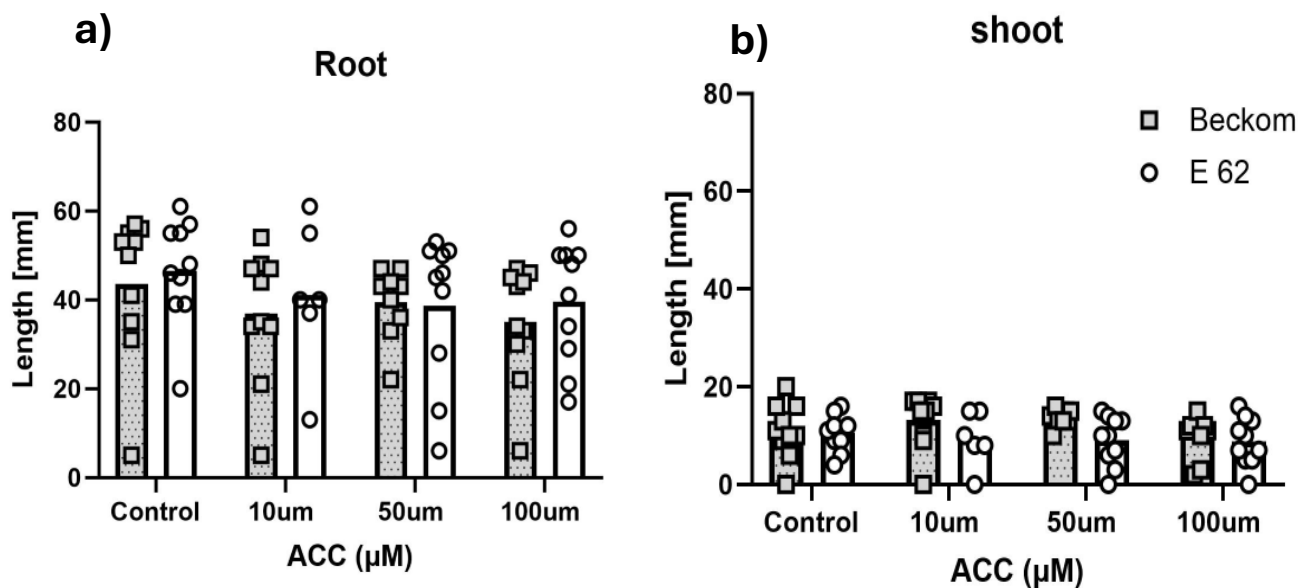 a)
Root
Length [mm]
80
60
40
20
0
Control 10um 50um 100um
ACC (µM)
b)
shoot
Length [mm]
80
60
40
20
0
Beckom
E 62
Control 10um 50um 100um
ACC (µM)